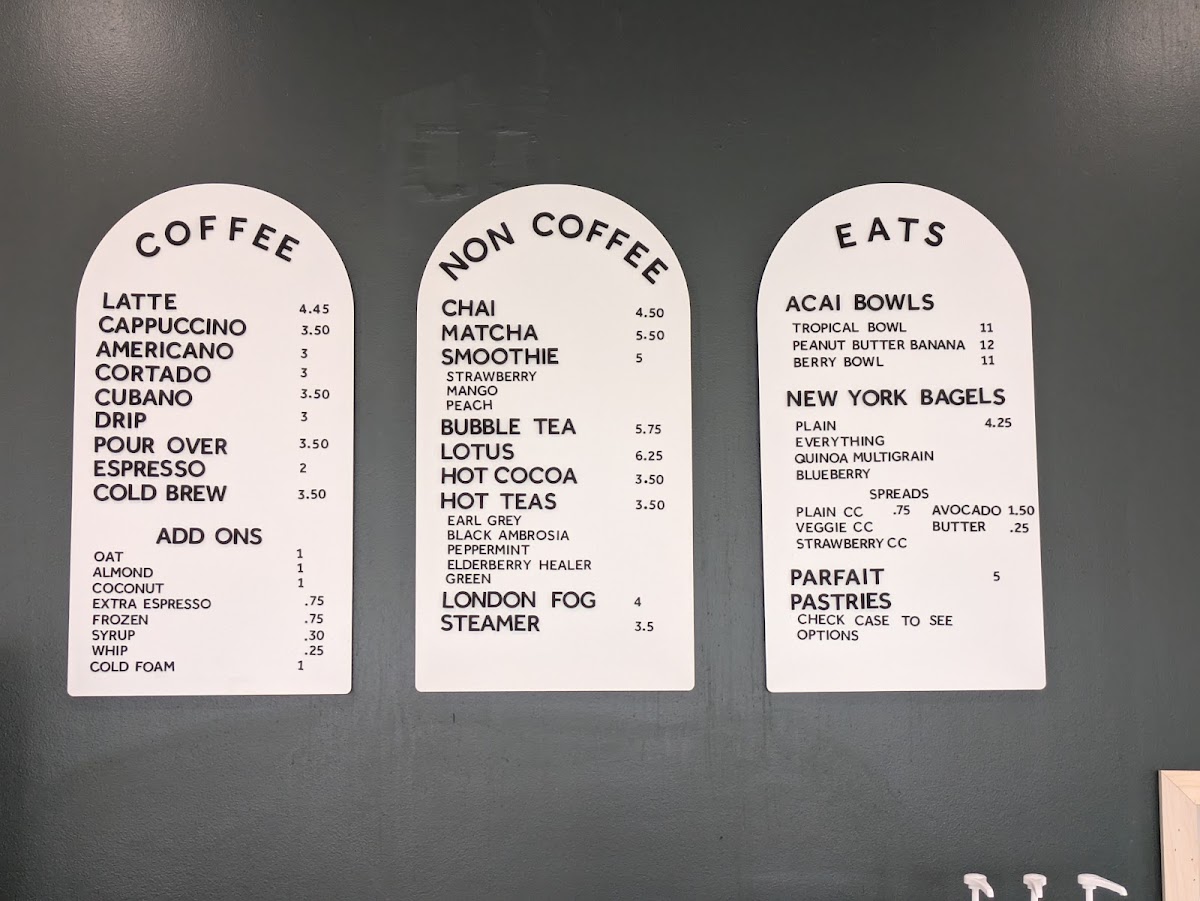 COFFEE
LATTE 4.45
CAPPUCCINO 3.50
AMERICANO 3
CORTADO 3
CUBANO 3.50
DRIP 3
POUR OVER 3.50
ESPRESSO 2
COLD BREW 3.50
ADD ONS
OAT 1
ALMOND 1
COCONUT 1
EXTRA ESPRESSO .75
FROZEN .75
SYRUP .30
WHIP .25
COLD FOAM 1
NON COFFEE
CHAI 4.50
MATCHA 5.50
SMOOTHIE 5
STRAWBERRY
MANGO
PEACH
BUBBLE TEA 5.75
LOTUS 6.25
HOT COCOA 3.50
HOT TEAS 3.50
EARL GREY
BLACK AMBROSIA
PEPPERMINT
ELDERBERRY HEALER
GREEN
LONDON FOG 4
STEAMER 3.5
EATS
ACAI BOWLS
TROPICAL BOWL 11
PEANUT BUTTER BANANA 12
BERRY BOWL 11
NEW YORK BAGELS
PLAIN 4.25
EVERYTHING
QUINOA MULTIGRAIN
BLUEBERRY
SPREADS
PLAIN CC .75 AVOCADO 1.50
VEGGIE CC BUTTER .25
STRAWBERRY CC
PARFAIT 5
PASTRIES
CHECK CASE TO SEE
OPTIONS